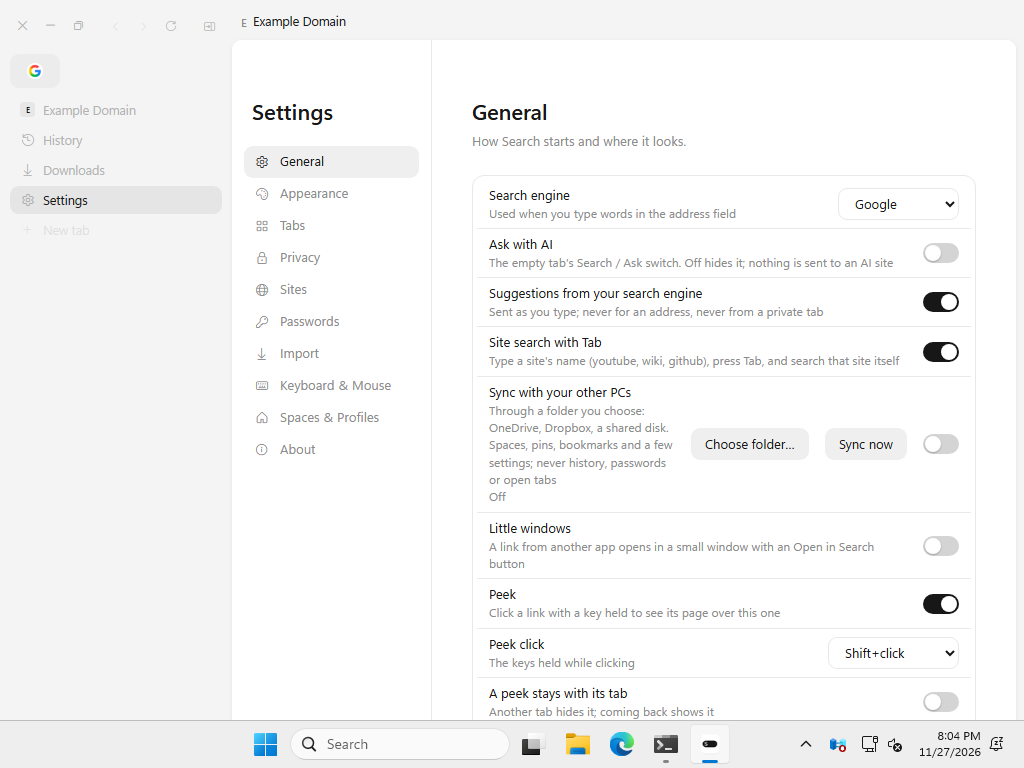 E Example Domain
E Example Domain
History
Downloads
Settings
New tab
Settings
General
Appearance
Tabs
Privacy
Sites
Passwords
Import
Keyboard & Mouse
Spaces & Profiles
About
General
How Search starts and where it looks.
Search engine
Used when you type words in the address field
Google
Ask with AI
The empty tab's Search / Ask switch. Off hides it; nothing is sent to an AI site
Suggestions from your search engine
Sent as you type; never for an address, never from a private tab
Site search with Tab
Type a site's name (youtube, wiki, github), press Tab, and search that site itself
Sync with your other PCs
Through a folder you choose:
OneDrive, Dropbox, a shared disk.
Spaces, pins, bookmarks and a few
settings; never history, passwords
or open tabs
Off
Choose folder...
Sync now
Little windows
A link from another app opens in a small window with an Open in Search
button
Peek
Click a link with a key held to see its page over this one
Peek click
The keys held while clicking
Shift+click
A peek stays with its tab
Another tab hides it; coming back shows it
Search
8:04 PM
11/27/2026